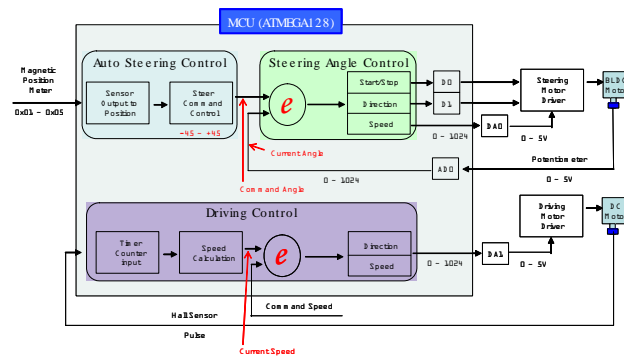 MCU (ATMEGA128)
Auto Steering Control
Steering Angle Control
Magnetic
Position
Meter
0x01 - 0x05
Sensor
Output to
Position
Steer
Command
Control
-45 - +45
e
Start/Stop
Direction
Speed
D0
D1
0 - 1024
DA0
0 - 5V
Steering
Motor
Driver
BLDC
Motor
Current Angle
Command Angle
0 - 1024
AD0
Potentiometer
0 - 5V
Driving Control
Timer
Counter
input
Speed
Calculation
e
Direction
Speed
0 - 1024
DA1
0 - 5V
Driving
Motor
Driver
DC
Motor
Hall Sensor
Pulse
Command Speed
Current Speed